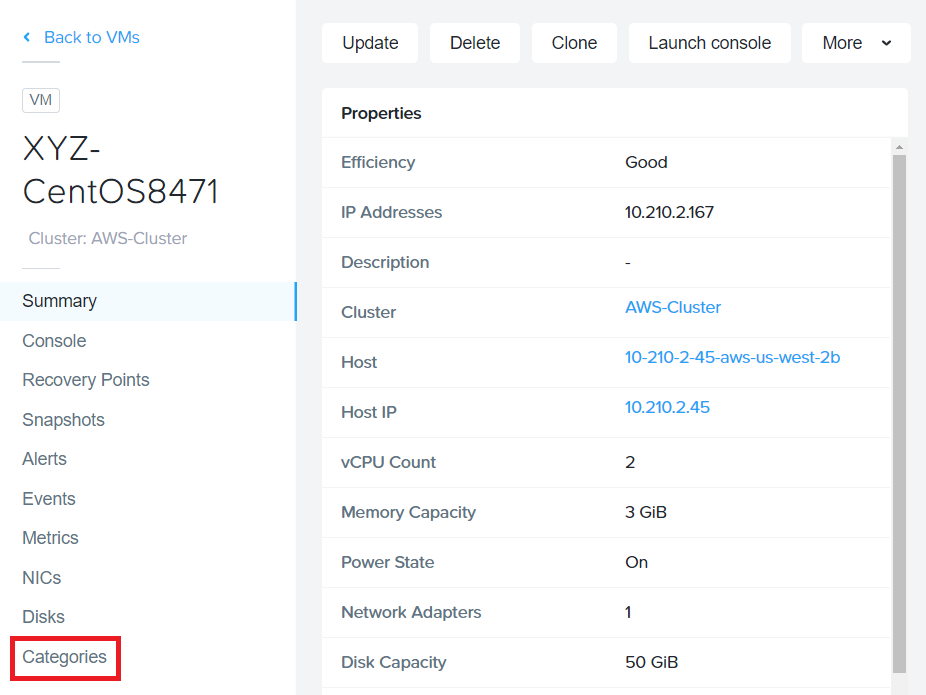 Back to VMs
VM
XYZ-
CentOS8471
Cluster: AWS-Cluster
Summary
Console
Recovery Points
Snapshots
Alerts
Events
Metrics
NICs
Disks
Categories
Update Delete Clone Launch console More
Properties
Efficiency Good
IP Addresses 10.210.2.167
Description -
Cluster AWS-Cluster
Host 10-210-2-45-aws-us-west-2b
Host IP 10.210.2.45
vCPU Count 2
Memory Capacity 3 GiB
Power State On
Network Adapters 1
Disk Capacity 50 GiB